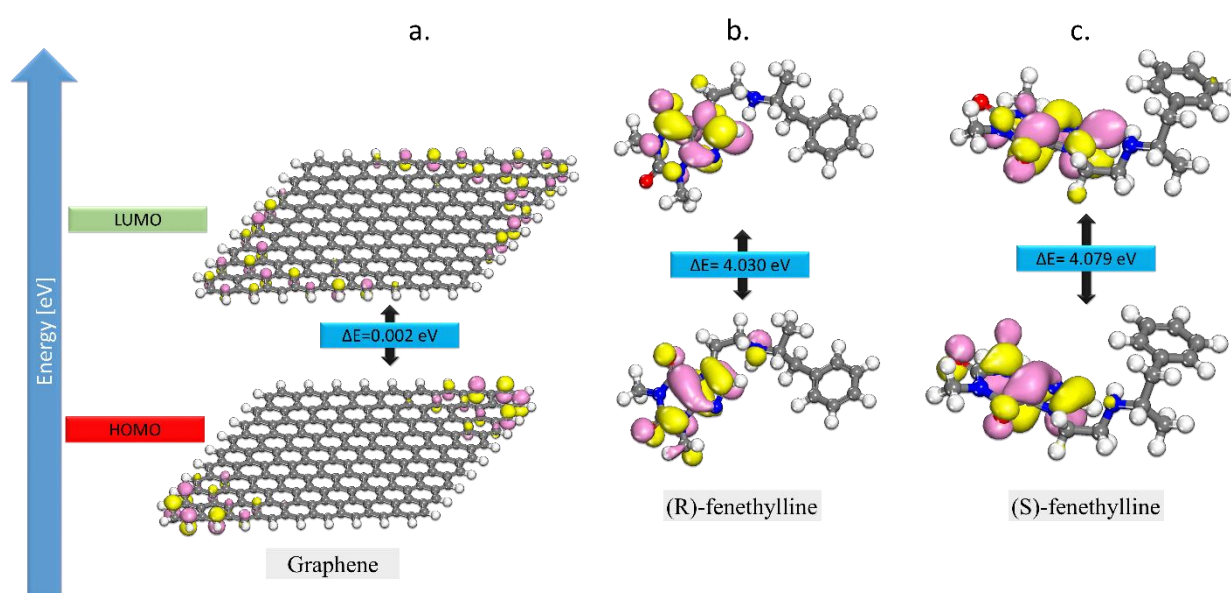 a.
b.
c.
Energy [eV]
LUMO
HOMO
ΔE=0.002 eV
ΔE= 4.030 eV
ΔE= 4.079 eV
Graphene
(R)-fenethylline
(S)-fenethylline